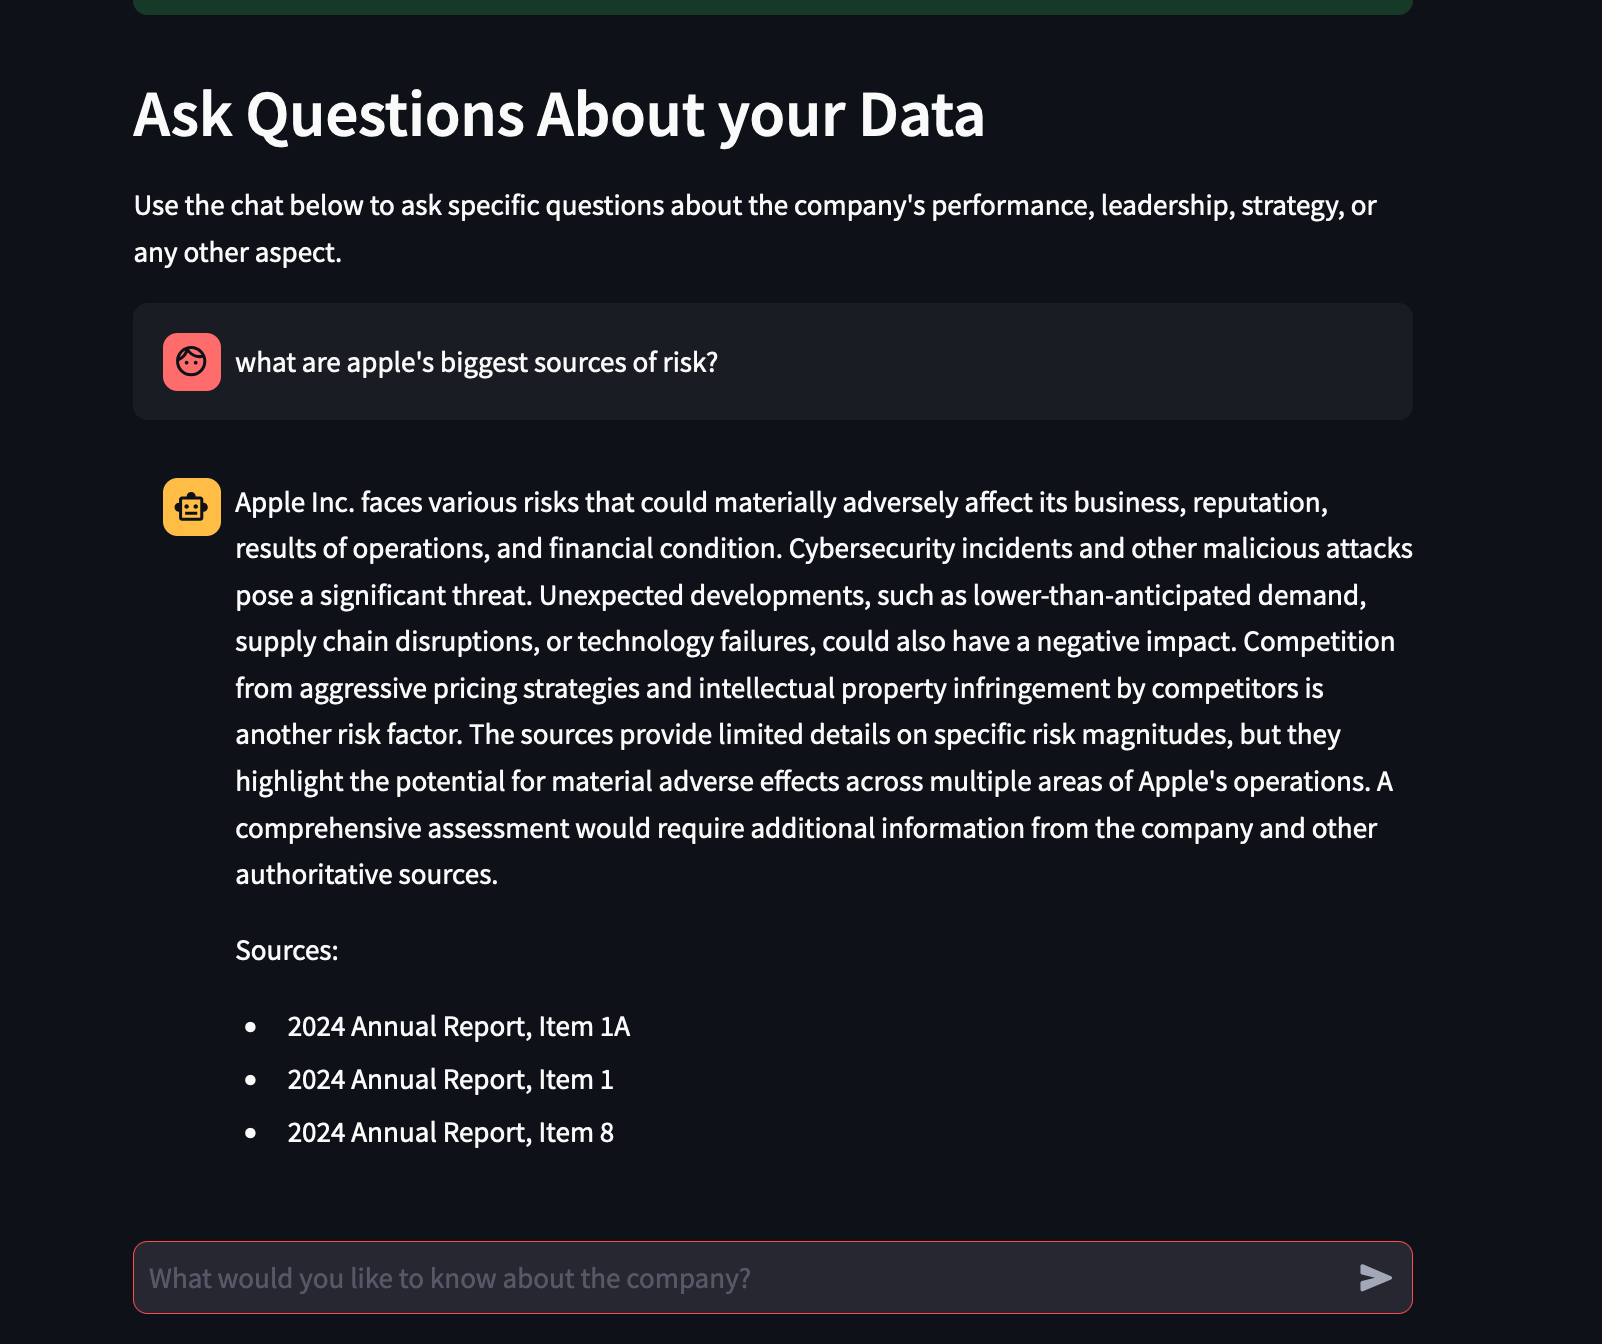 Ask Questions About your Data
Use the chat below to ask specific questions about the company's performance, leadership, strategy, or
any other aspect.
what are apple's biggest sources of risk?
Apple Inc. faces various risks that could materially adversely affect its business, reputation,
results of operations, and financial condition. Cybersecurity incidents and other malicious attacks
pose a significant threat. Unexpected developments, such as lower-than-anticipated demand,
supply chain disruptions, or technology failures, could also have a negative impact. Competition
from aggressive pricing strategies and intellectual property infringement by competitors is
another risk factor. The sources provide limited details on specific risk magnitudes, but they
highlight the potential for material adverse effects across multiple areas of Apple's operations. A
comprehensive assessment would require additional information from the company and other
authoritative sources.
Sources:
• 2024 Annual Report, Item 1A
• 2024 Annual Report, Item 1
• 2024 Annual Report, Item 8
What would you like to know about the company?